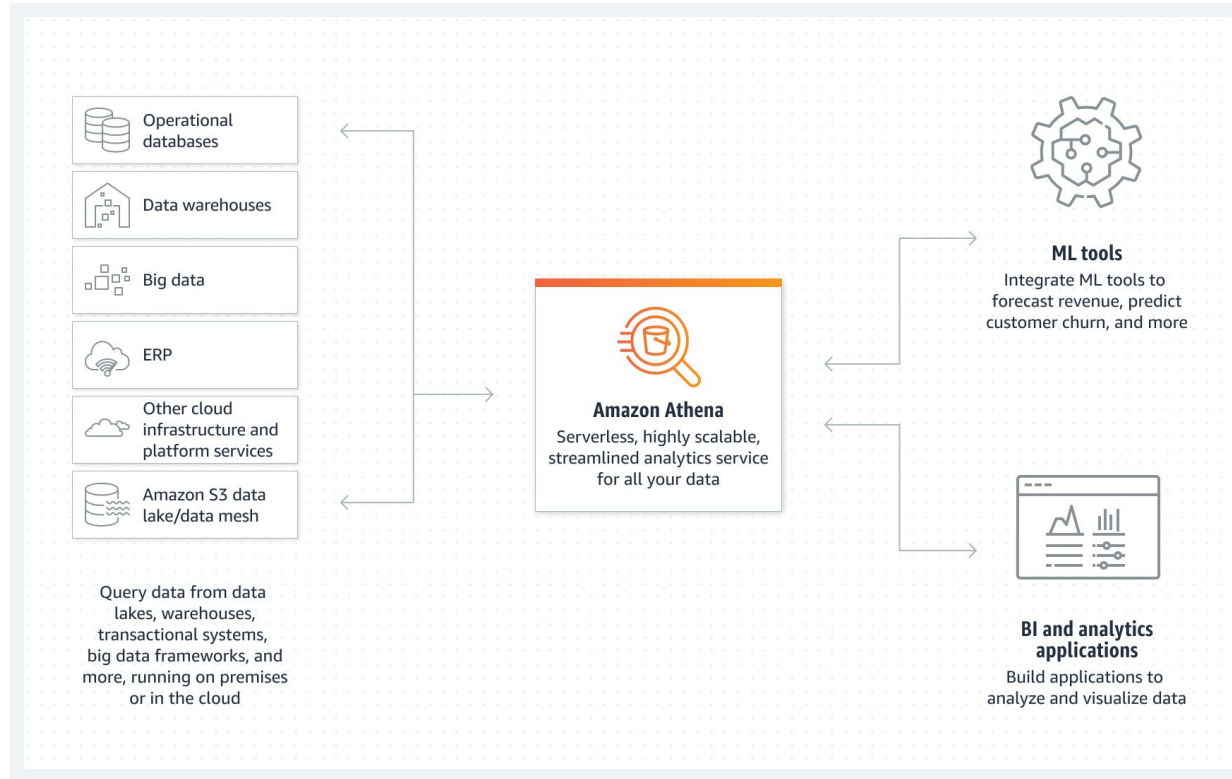 Operational
databases
Data warehouses
Big data
ERP
Other cloud
infrastructure and
platform services
Amazon S3 data
lake/data mesh
Query data from data
lakes, warehouses,
transactional systems,
big data frameworks, and
more, running on premises
or in the cloud
Amazon Athena
Serverless, highly scalable,
streamlined analytics service
for all your data
ML tools
Integrate ML tools to
forecast revenue, predict
customer churn, and more
BI and analytics
applications
Build applications to
analyze and visualize data